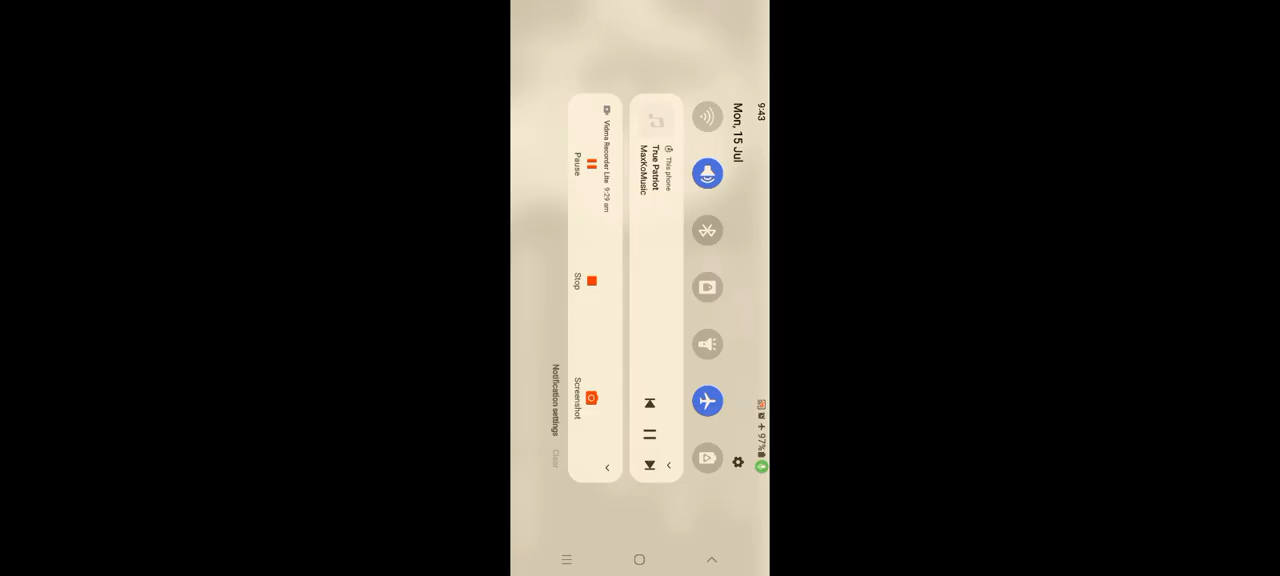 9:43
97%
Mon, 15 Jul
This phone
True Patriot
MaxKoMusic
Vidma Recorder Lite 9:29 am
Pause
Stop
Screenshot
Notification settings
Clear